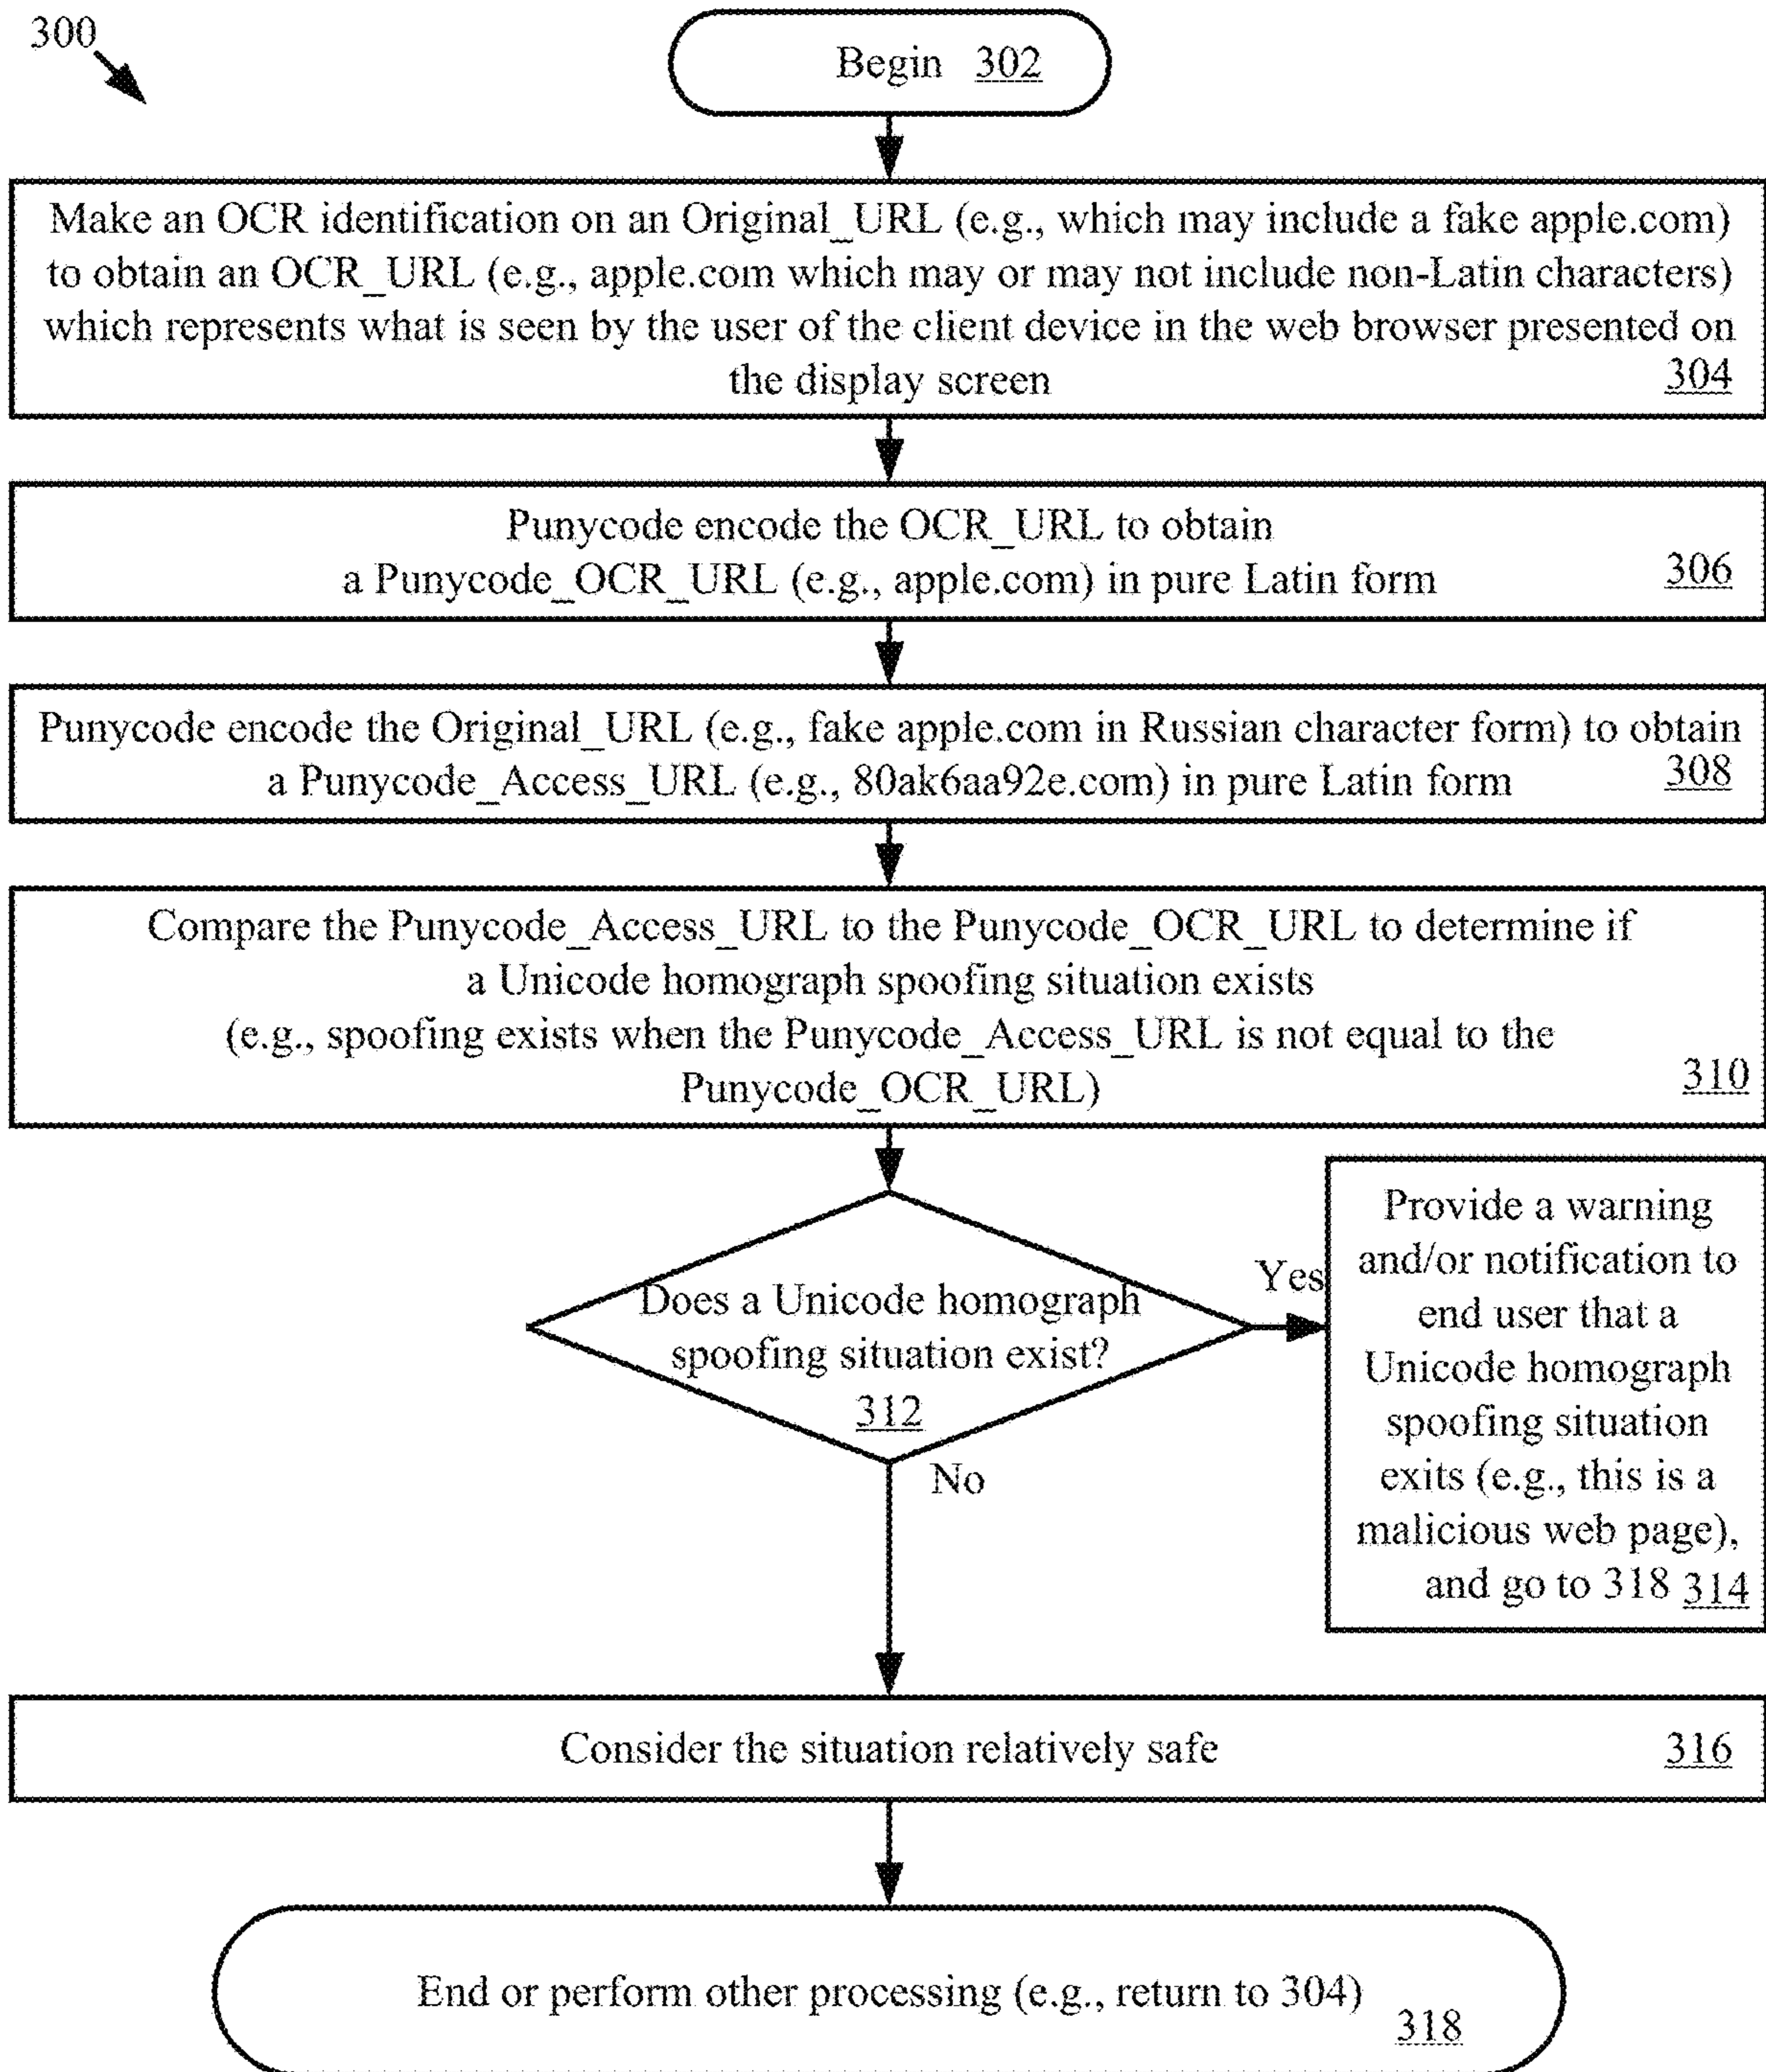 300
Begin 302
Make an OCR identification on an Original_URL (e.g., which may include a fake apple.com)
to obtain an OCR_URL (e.g., apple.com which may or may not include non-Latin characters)
which represents what is seen by the user of the client device in the web browser presented on
the display screen 304
Punycode encode the OCR_URL to obtain
a Punycode_OCR_URL (e.g., apple.com) in pure Latin form 306
Punycode encode the Original_URL (e.g., fake apple.com in Russian character form) to obtain
a Punycode_Access_URL (e.g., 80ak6aa92e.com) in pure Latin form 308
Compare the Punycode_Access_URL to the Punycode_OCR_URL to determine if
a Unicode homograph spoofing situation exists
(e.g., spoofing exists when the Punycode_Access_URL is not equal to the
Punycode_OCR_URL) 310
Does a Unicode homograph
spoofing situation exist?
312
Yes
Provide a warning
and/or notification to
end user that a
Unicode homograph
spoofing situation
exits (e.g., this is a
malicious web page),
and go to 318 314
No
Consider the situation relatively safe 316
End or perform other processing (e.g., return to 304)
318